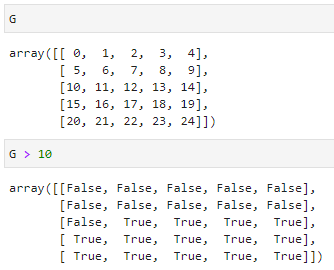 G
array([[ 0,  1,  2,  3,  4],
       [ 5,  6,  7,  8,  9],
       [10, 11, 12, 13, 14],
       [15, 16, 17, 18, 19],
       [20, 21, 22, 23, 24]])
G > 10
array([[False, False, False, False, False],
       [False, False, False, False, False],
       [False,  True,  True,  True,  True],
       [ True,  True,  True,  True,  True],
       [ True,  True,  True,  True,  True]])